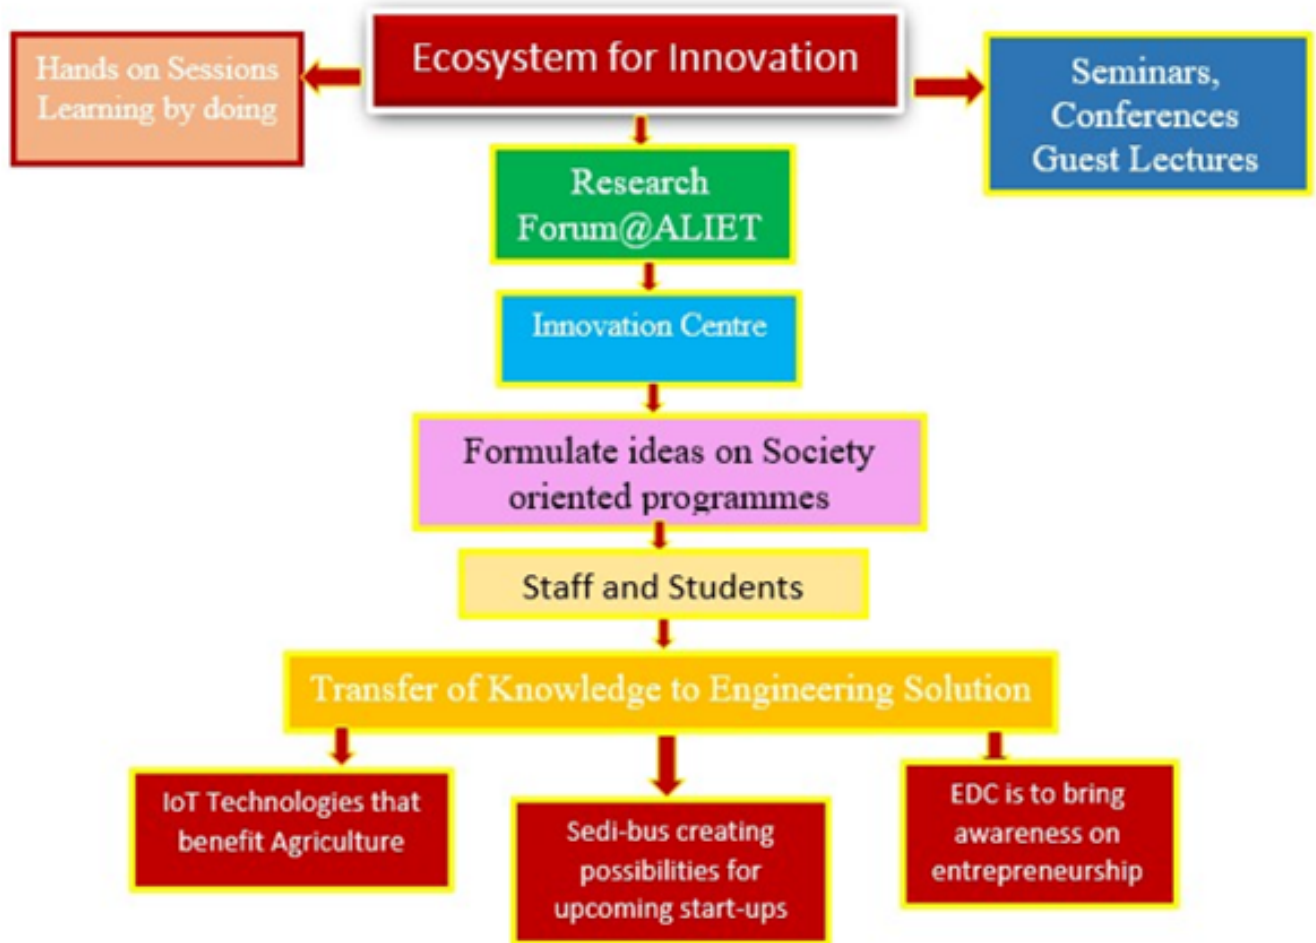 Ecosystem for Innovation
Hands on Sessions
Learning by doing
Seminars,
Conferences
Guest Lectures
Research
Forum@ALIET
Innovation Centre
Formulate ideas on Society
oriented programmes
Staff and Students
Transfer of Knowledge to Engineering Solution
IoT Technologies that
benefit Agriculture
Sedi-bus creating
possibilities for
upcoming start-ups
EDC is to bring
awareness on
entrepreneurship